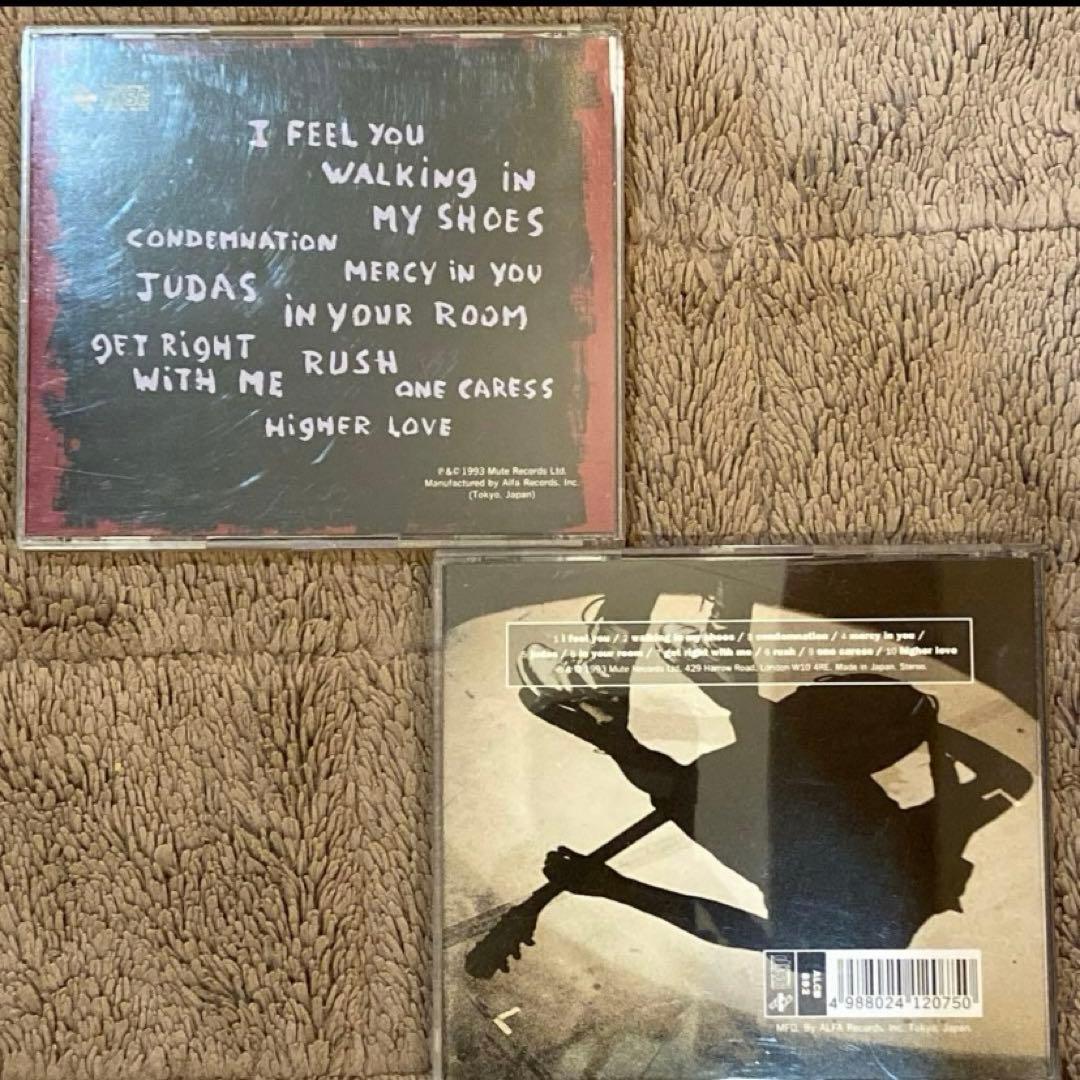 I FEEL YOU
WALKiNg iN
MY SHOES
CONDEMNATiON
MERCY iN YOU
JUDAS
iN YOUR ROOM
gET RigHT
WiTH ME
RUSH
ONE CARESS
HigHER LOVE
℗&© 1993 Mute Records Ltd.
Manufactured by Alfa Records, Inc.
(Tokyo, Japan)
1 i feel you / 2 walking in my shoes / 3 condemnation / 4 mercy in you /
judas / 6 in your room / 7 get right with me / 8 rush / 9 one caress / 10 higher love
℗ & © 1993 Mute Records Ltd. 429 Harrow Road, London W10 4RE. Made in Japan. Stereo.
ALCB
892
4 988024 120750
MFD. By ALFA Records, Inc. Tokyo, Japan.